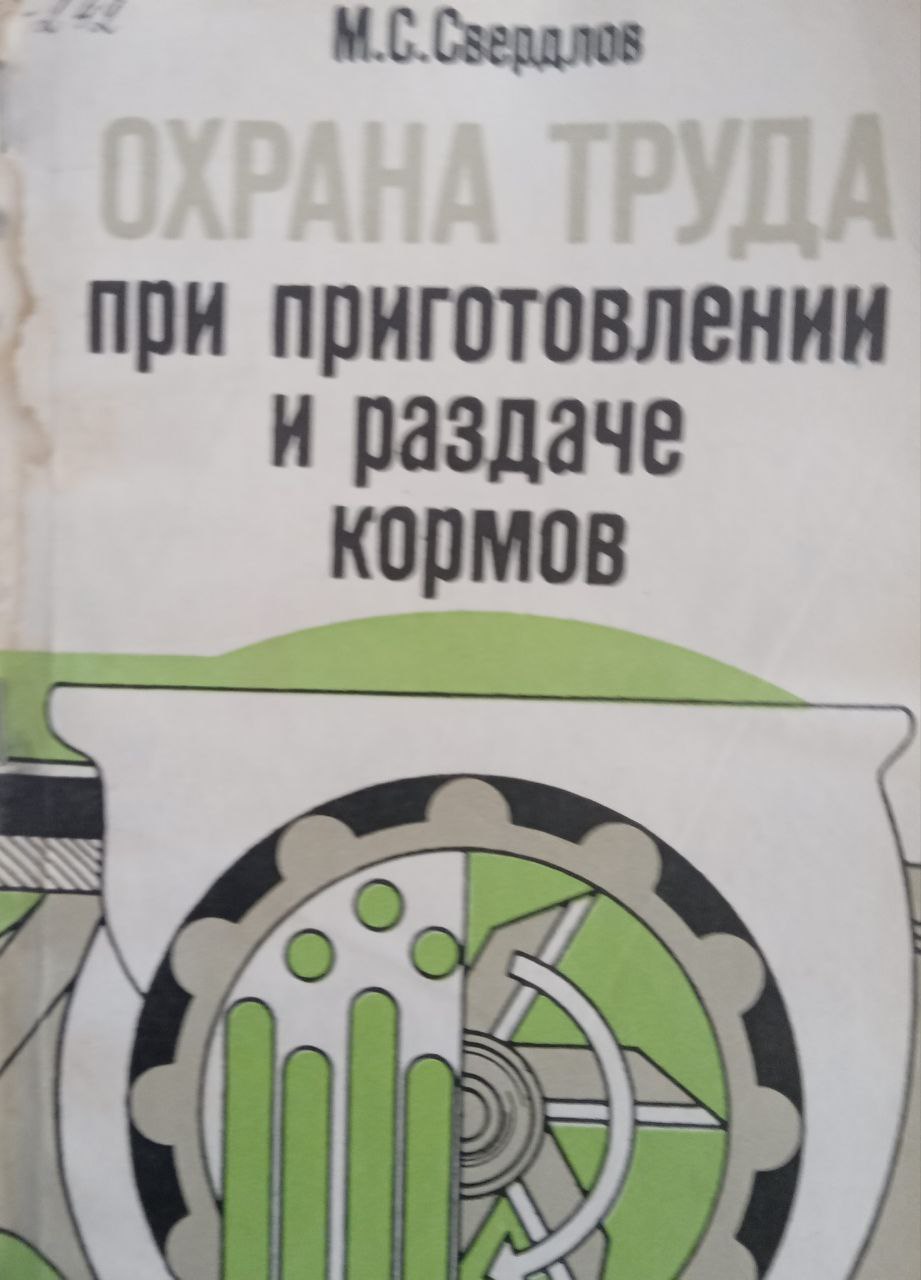 М.С.Свердлов
ОХРАНА ТРУДА
при приготовлении
и раздаче
кормов